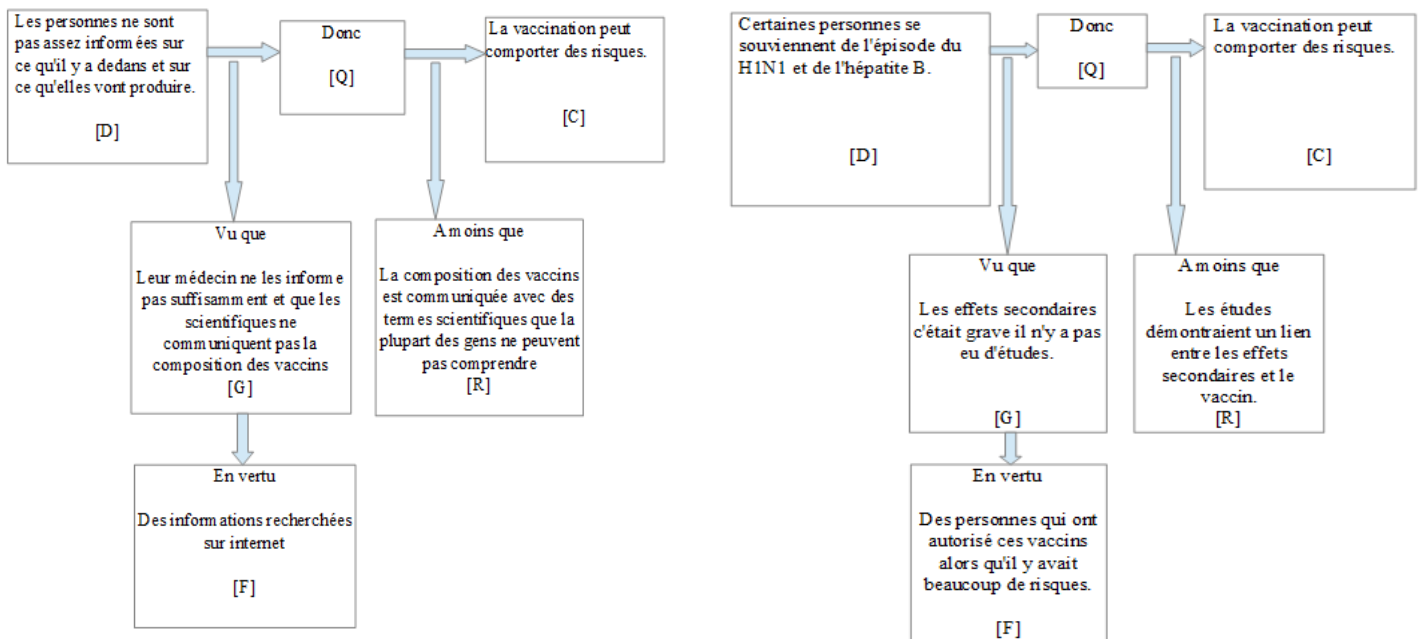 Les personnes ne sont
pas assez informées sur
ce qu'il y a dedans et sur
ce qu'elles vont produire.
[D]
Donc
[Q]
La vaccination peut
comporter des risques.
[C]
Vu que
Leur médecin ne les informe
pas suffisamment et que les
scientifiques ne
communiquent pas la
composition des vaccins
[G]
A moins que
La composition des vaccins
est communiquée avec des
termes scientifiques que la
plupart des gens ne peuvent
pas comprendre
[R]
En vertu
Des informations recherchées
sur internet
[F]
Certaines personnes se
souviennent de l'épisode du
H1N1 et de l'hépatite B.
[D]
Donc
[Q]
La vaccination peut
comporter des risques.
[C]
Vu que
Les effets secondaires
c'était grave il n'y a pas
eu d'études.
[G]
A moins que
Les études
démontraient un lien
entre les effets
secondaires et le
vaccin.
[R]
En vertu
Des personnes qui ont
autorisé ces vaccins
alors qu'il y avait
beaucoup de risques.
[F]